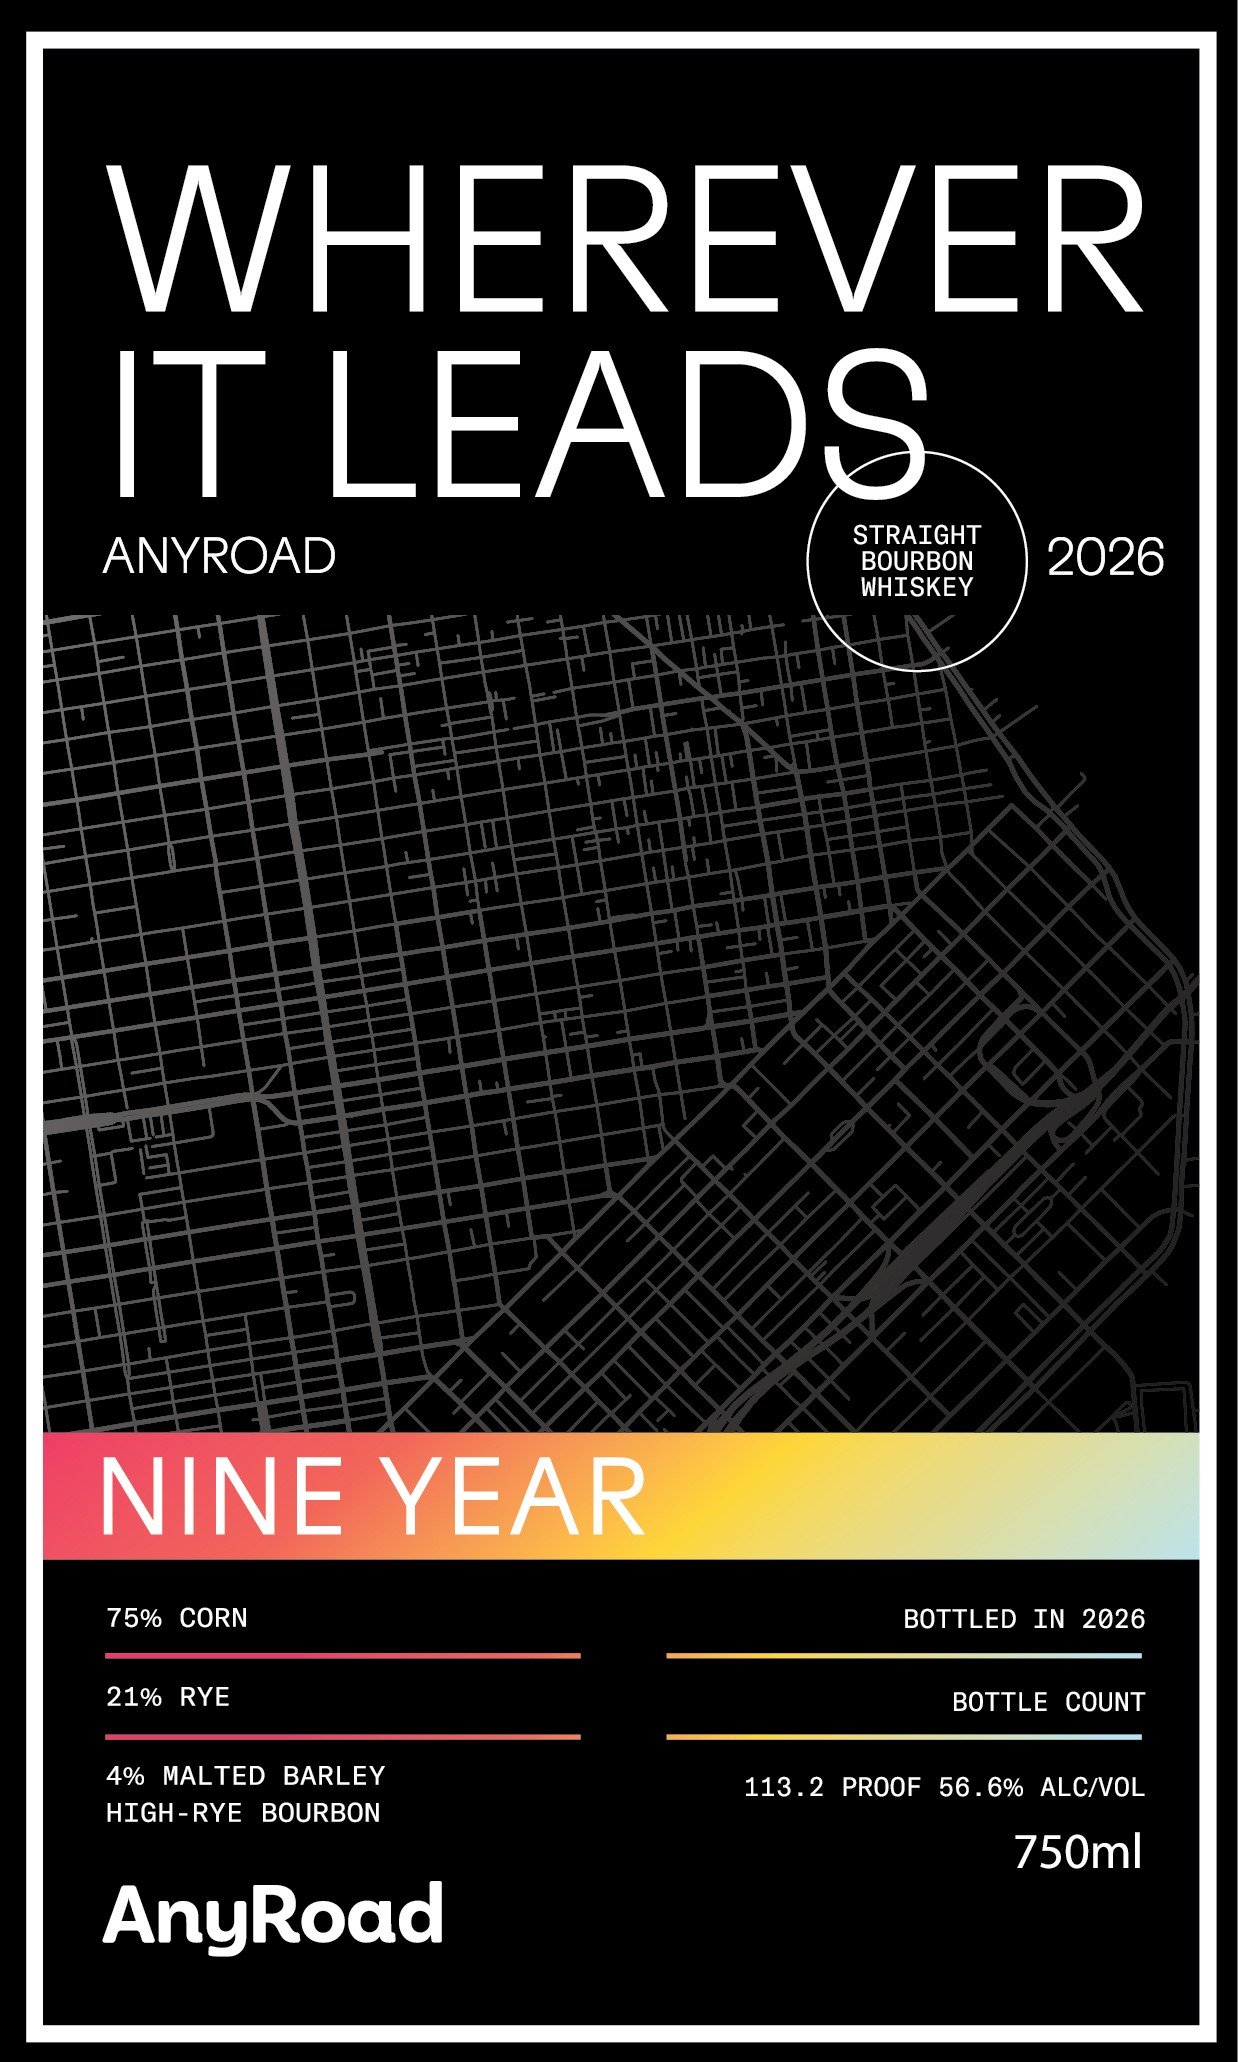 WHEREVER
IT LEADS
ANYROAD
STRAIGHT
BOURBON
WHISKEY
2026
NINE YEAR
75% CORN
21% RYE
4% MALTED BARLEY
HIGH-RYE BOURBON
BOTTLED IN 2026
BOTTLE COUNT
113.2 PROOF 56.6% ALC/VOL
750ml
AnyRoad